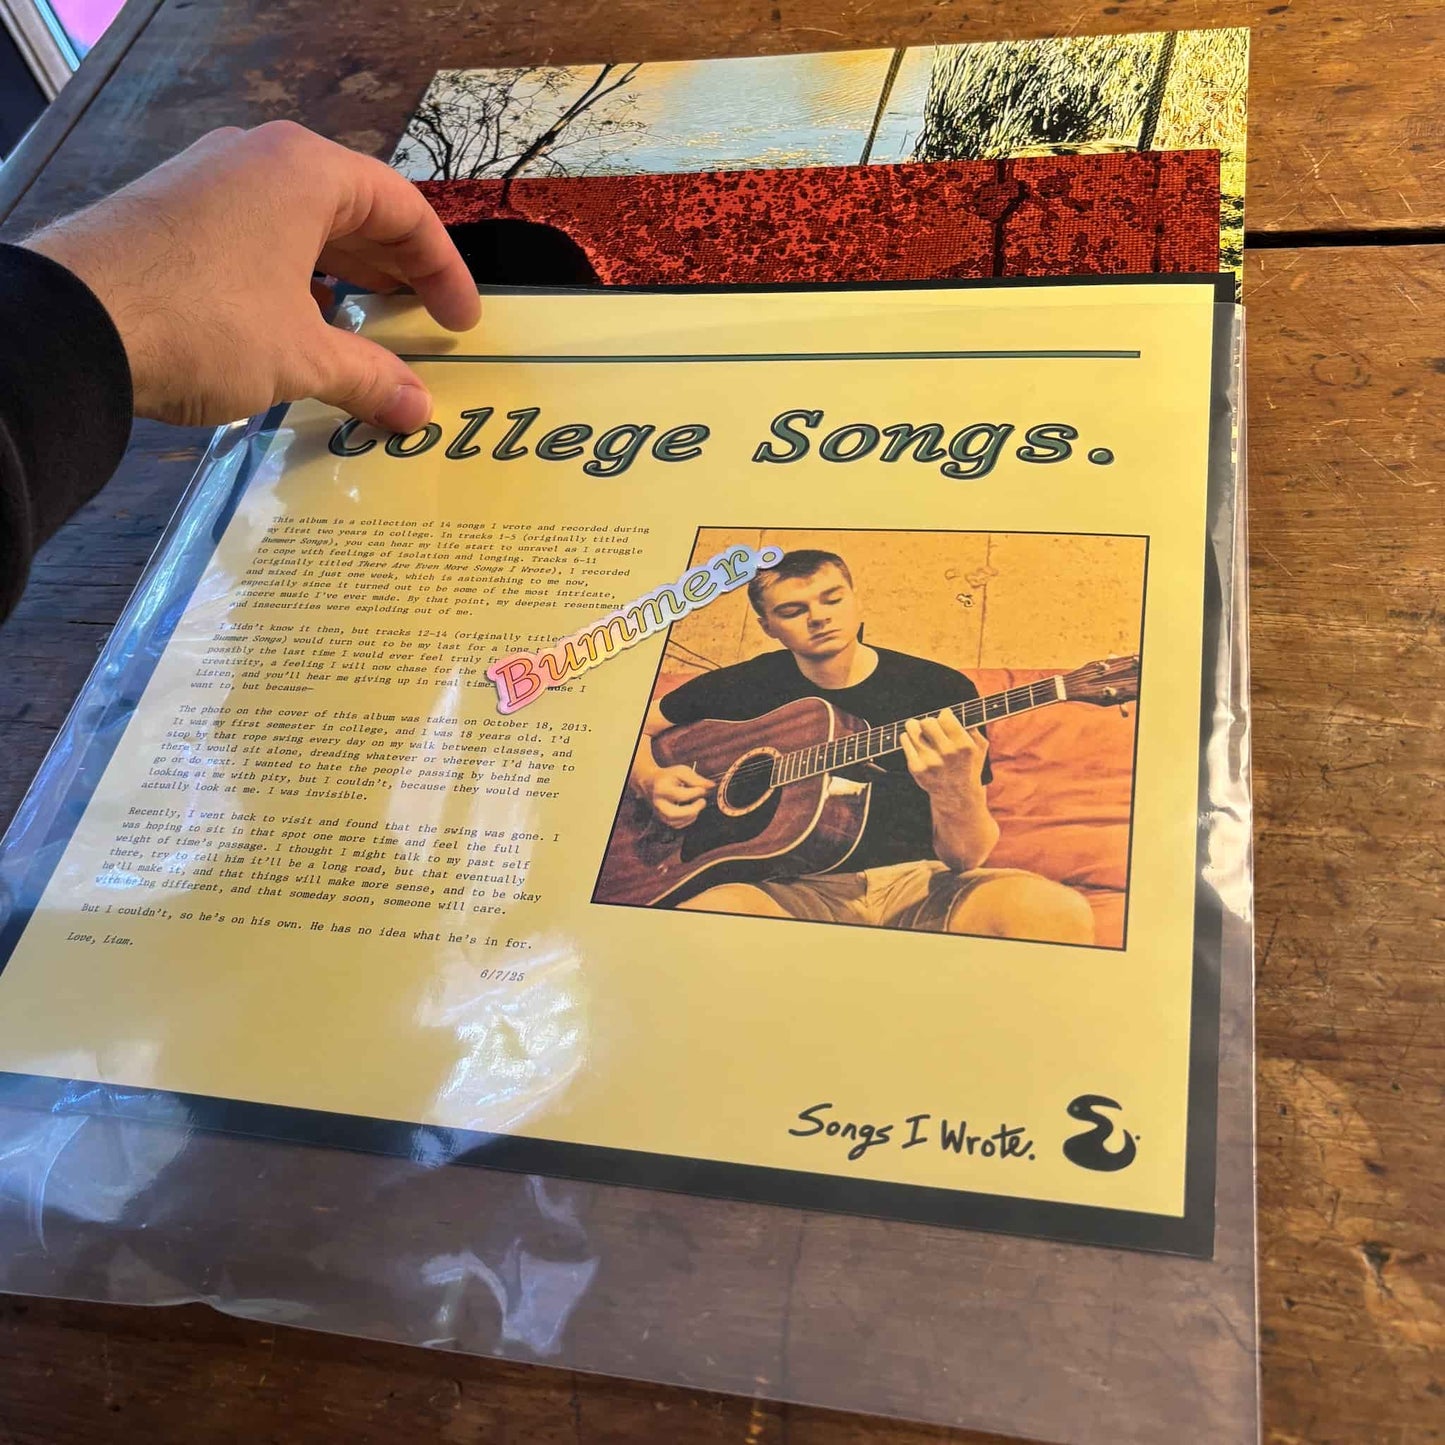 College Songs.
This album is a collection of 14 songs I wrote and recorded during
my first two years in college. In tracks 1-5 (originally titled
Bummer Songs), you can hear my life start to unravel as I struggle
to cope with feelings of isolation and longing. Tracks 6-11
(originally titled There Are Even More Songs I Wrote), I recorded
and mixed in just one week, which is astonishing to me now,
especially since it turned out to be some of the most intricate,
sincere music I've ever made. By that point, my deepest resentment
and insecurities were exploding out of me.
I didn't know it then, but tracks 12-14 (originally titled
Bummer Songs) would turn out to be my last for a long
possibly the last time I would ever feel truly
creativity, a feeling I will now chase for the
Listen, and you'll hear me giving up in real time. I
want to, but because—
The photo on the cover of this album was taken on October 18, 2013.
It was my first semester in college, and I was 18 years old. I'd
stop by that rope swing every day on my walk between classes, and
there I would sit alone, dreading whatever or wherever I'd have to
go or do next. I wanted to hate the people passing by behind me
looking at me with pity, but I couldn't, because they would never
actually look at me. I was invisible.
Recently, I went back to visit and found that the swing was gone. I
was hoping to sit in that spot one more time and feel the full
weight of time's passage. I thought I might talk to my past self
there, try to tell him it'll be a long road, but that eventually
he'll make it, and that things will make more sense, and to be okay
with being different, and that someday soon, someone will care.
But I couldn't, so he's on his own. He has no idea what he's in for.
Love, Liam.
6/7/25
Bummer.
Songs I Wrote.